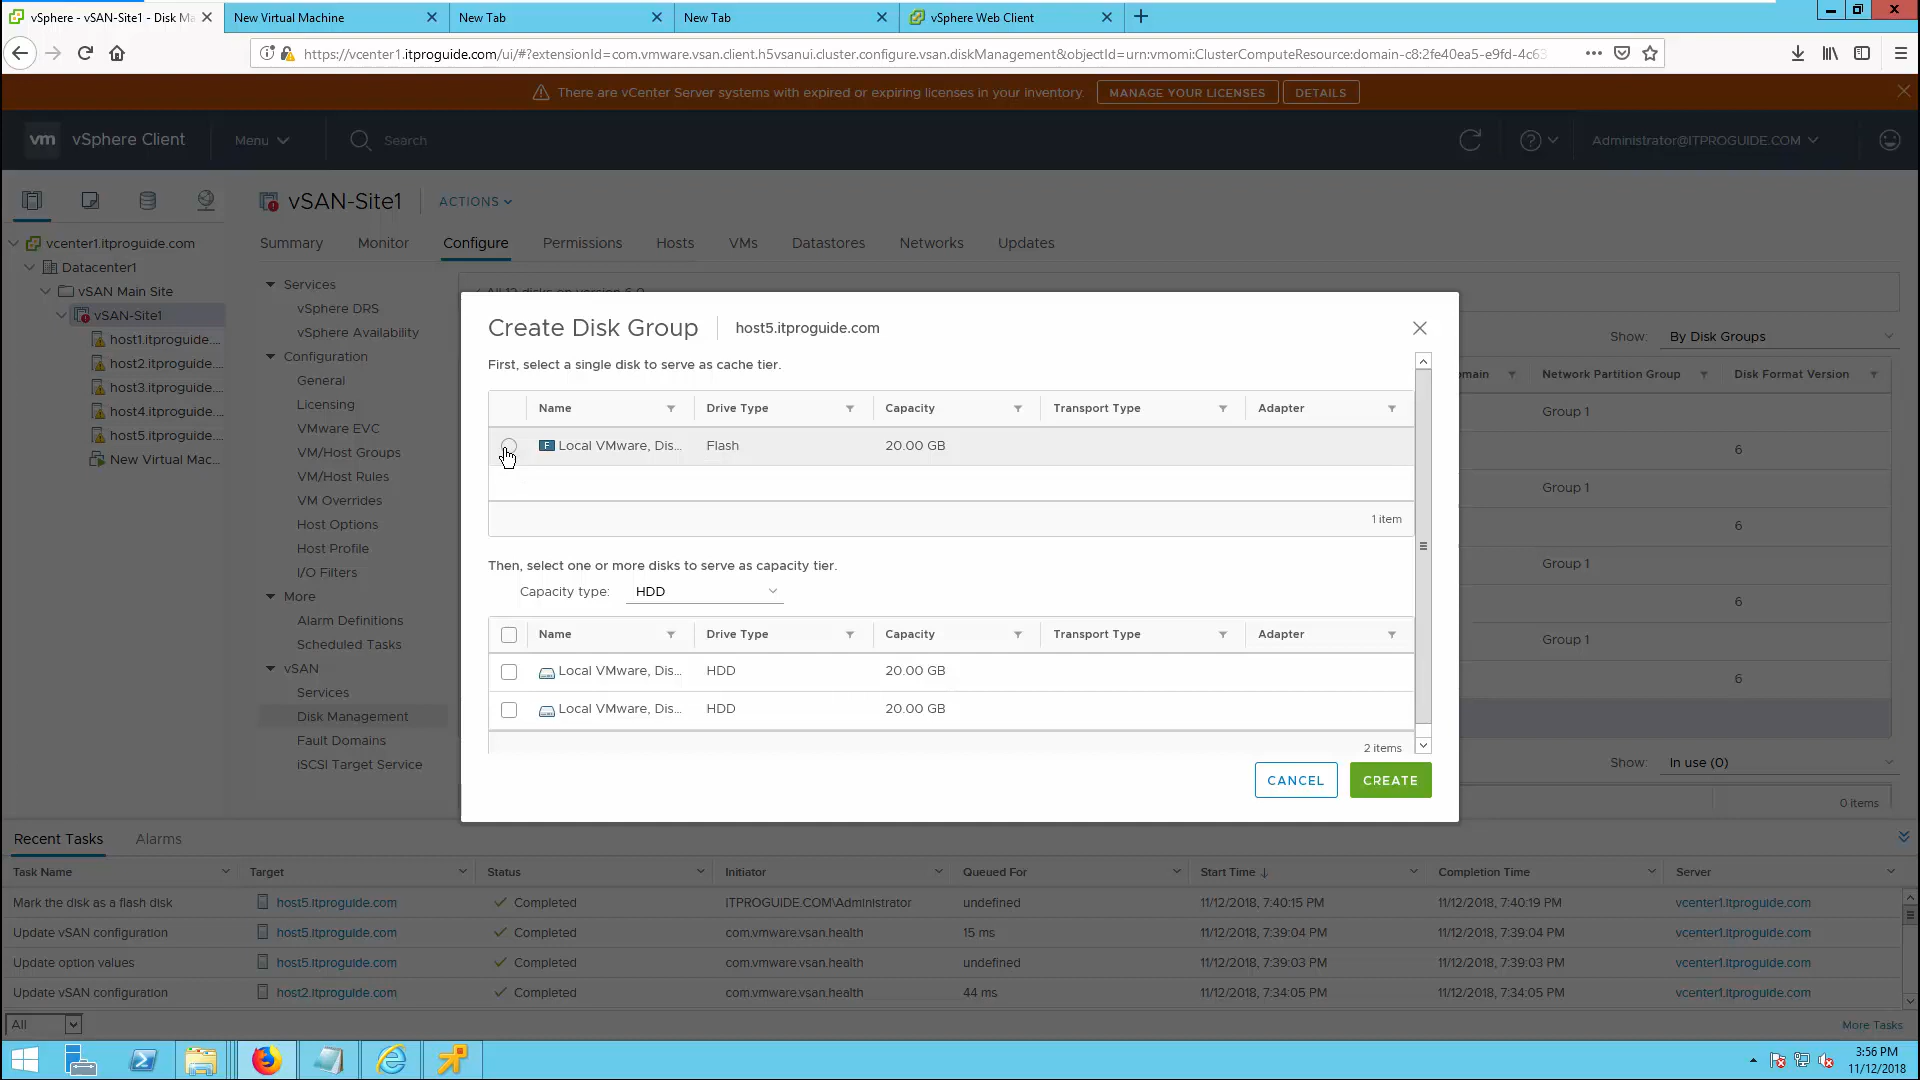 vSphere - vSAN-Site1 - Disk Ma
New Virtual Machine
New Tab
New Tab
vSphere Web Client
https://vcenter1.itproguide.com/ui/#?extensionId=com.vmware.vsan.client.h5vsanui.cluster.configure.vsan.diskManagement&objectId=urn:vmomi:ClusterComputeResource:domain-c8:2fe40ea5-e9fd-4c63
There are vCenter Server systems with expired or expiring licenses in your inventory.
MANAGE YOUR LICENSES
DETAILS
vm
vSphere Client
Menu
Search
Administrator@ITPROGUIDE.COM
vSAN-Site1
ACTIONS
Summary
Monitor
Configure
Permissions
Hosts
VMs
Datastores
Networks
Updates
vcenter1.itproguide.com
Datacenter1
vSAN Main Site
vSAN-Site1
host1.itproguide....
host2.itproguide....
host3.itproguide....
host4.itproguide....
host5.itproguide....
New Virtual Mac...
Services
vSphere DRS
vSphere Availability
Configuration
General
Licensing
VMware EVC
VM/Host Groups
VM/Host Rules
VM Overrides
Host Options
Host Profile
I/O Filters
More
Alarm Definitions
Scheduled Tasks
vSAN
Services
Disk Management
Fault Domains
iSCSI Target Service
Show: By Disk Groups
main
Network Partition Group
Disk Format Version
Group 1
6
Group 1
6
Group 1
6
Group 1
6
Show: In use (0)
0 items
Create Disk Group
host5.itproguide.com
First, select a single disk to serve as cache tier.
Name Drive Type Capacity Transport Type Adapter
F Local VMware, Dis... Flash 20.00 GB
1 item
Then, select one or more disks to serve as capacity tier.
Capacity type: HDD
Name Drive Type Capacity Transport Type Adapter
Local VMware, Dis... HDD 20.00 GB
Local VMware, Dis... HDD 20.00 GB
2 items
CANCEL
CREATE
Recent Tasks
Alarms
Task Name Target Status Initiator Queued For Start Time Completion Time Server
Mark the disk as a flash disk host5.itproguide.com Completed ITPROGUIDE.COM\Administrator undefined 11/12/2018, 7:40:15 PM 11/12/2018, 7:40:19 PM vcenter1.itproguide.com
Update vSAN configuration host5.itproguide.com Completed com.vmware.vsan.health 15 ms 11/12/2018, 7:39:04 PM 11/12/2018, 7:39:04 PM vcenter1.itproguide.com
Update option values host5.itproguide.com Completed com.vmware.vsan.health undefined 11/12/2018, 7:39:03 PM 11/12/2018, 7:39:03 PM vcenter1.itproguide.com
Update vSAN configuration host2.itproguide.com Completed com.vmware.vsan.health 44 ms 11/12/2018, 7:34:05 PM 11/12/2018, 7:34:05 PM vcenter1.itproguide.com
All
More Tasks
3:56 PM
11/12/2018